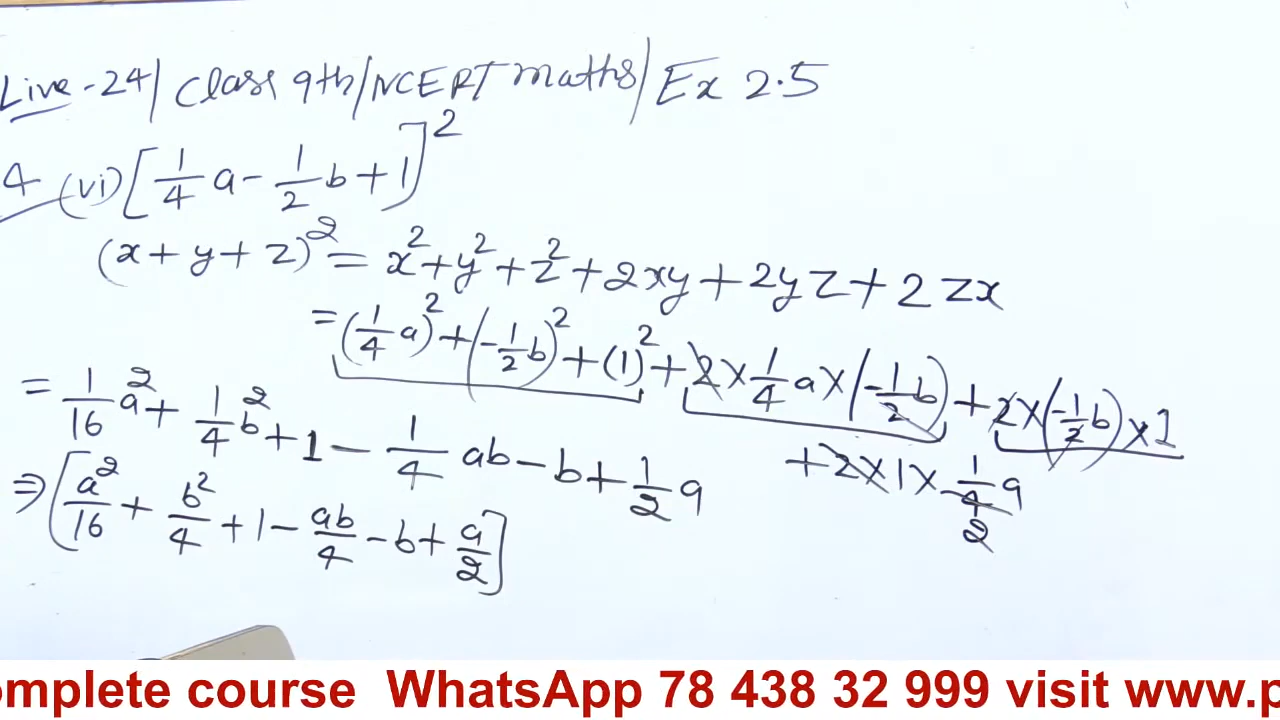 Live-24/ Class 9th/NCERT maths/ Ex 2.5
4 (vi) [1/4 a - 1/2 b + 1]²
(x + y + z)² = x² + y² + z² + 2xy + 2yz + 2zx
= (1/4 a)² + (-1/2 b)² + (1)² + 2 × 1/4 a × (-1/2 b) + 2 × (-1/2 b) × 1
+ 2 × 1 × 1/4 a
2
= 1/16 a² + 1/4 b² + 1 - 1/4 ab - b + 1/2 a
⇒ [a²/16 + b²/4 + 1 - ab/4 - b + a/2]
omplete course WhatsApp 78 438 32 999 visit www.p